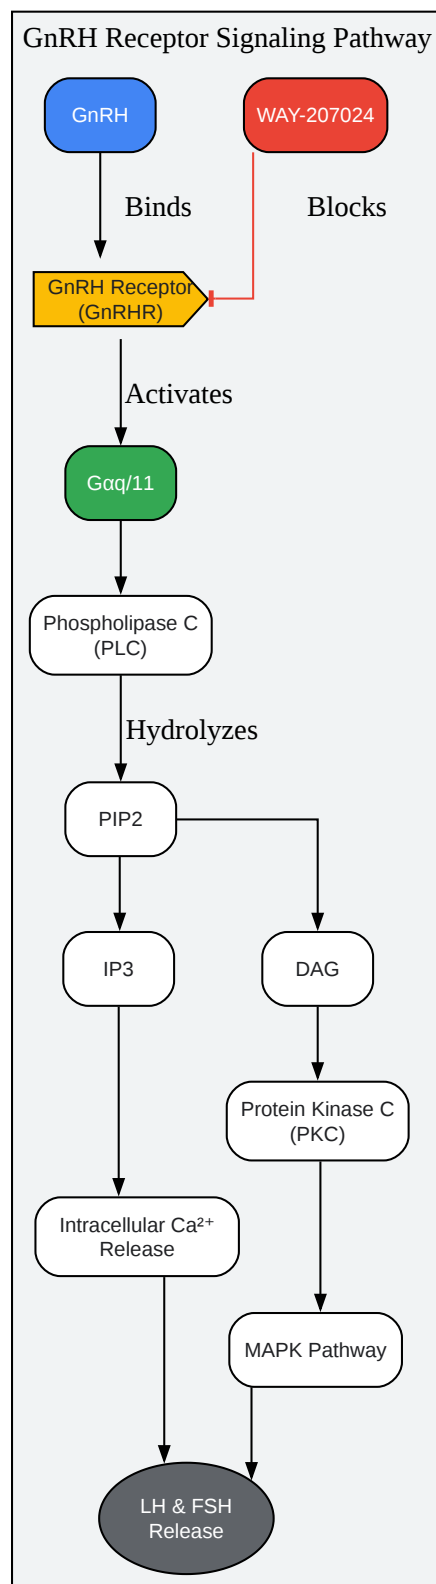 GnRH Receptor Signaling Pathway
GnRH
WAY-207024
Binds
Blocks
GnRH Receptor
(GnRHR)
Activates
Gαq/11
Phospholipase C
(PLC)
Hydrolyzes
PIP2
IP3
DAG
Protein Kinase C
(PKC)
Intracellular Ca²⁺
Release
MAPK Pathway
LH & FSH
Release